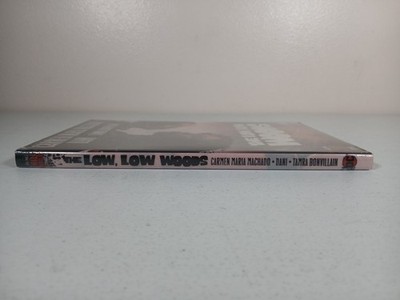 THE LOW, LOW WOODS CARMEN MARIA MACHADO • DANI • TAMRA BONVILLAIN